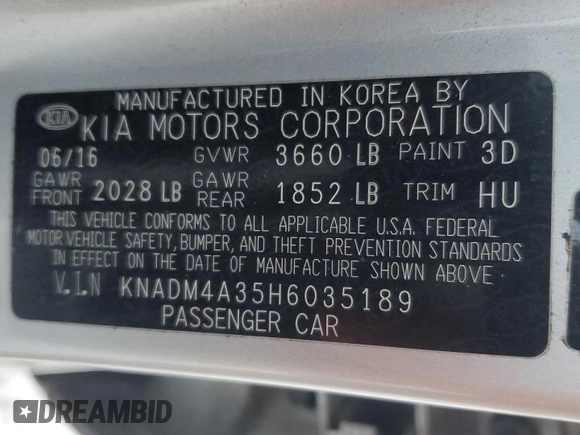 MANUFACTURED IN KOREA BY
KIA KIA MOTORS CORPORATION
06/16 GVWR 3660 LB PAINT 3D
GAWR FRONT 2028 LB GAWR REAR 1852 LB TRIM HU
THIS VEHICLE CONFORMS TO ALL APPLICABLE U.S.A. FEDERAL
MOTOR VEHICLE SAFETY, BUMPER, AND THEFT PREVENTION STANDARDS
IN EFFECT ON THE DATE OF MANUFACTURE SHOWN ABOVE.
V.I.N KNADM4A35H6035189
PASSENGER CAR
DREAMBID